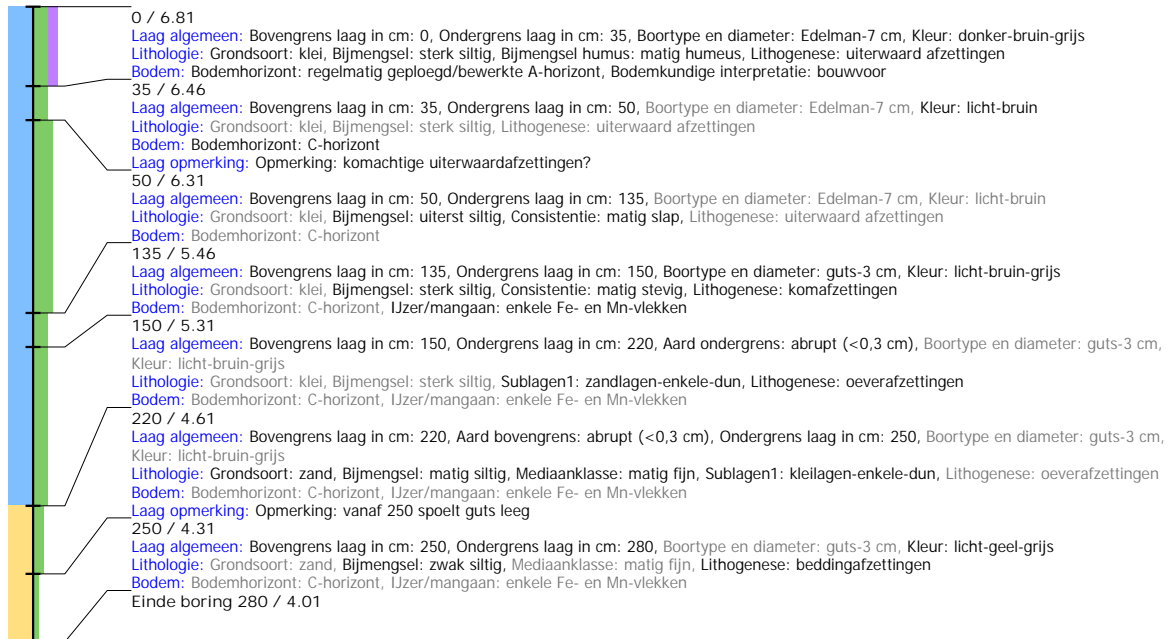 0 / 6.81
Laag algemeen: Bovengrens laag in cm: 0, Ondergrens laag in cm: 35, Boortype en diameter: Edelman-7 cm, Kleur: donker-bruin-grijs
Lithologie: Grondsoort: klei, Bijmengsel: sterk siltig, Bijmengsel humus: matig humeus, Lithogenese: uiterwaard afzettingen
Bodem: Bodemhorizont: regelmatig geploegd/bewerkte A-horizont, Bodemkundige interpretatie: bouwvoor
35 / 6.46
Laag algemeen: Bovengrens laag in cm: 35, Ondergrens laag in cm: 50, Boortype en diameter: Edelman-7 cm, Kleur: licht-bruin
Lithologie: Grondsoort: klei, Bijmengsel: sterk siltig, Lithogenese: uiterwaard afzettingen
Bodem: Bodemhorizont: C-horizont
Laag opmerking: Opmerking: komachtige uiterwaardafzettingen?
50 / 6.31
Laag algemeen: Bovengrens laag in cm: 50, Ondergrens laag in cm: 135, Boortype en diameter: Edelman-7 cm, Kleur: licht-bruin
Lithologie: Grondsoort: klei, Bijmengsel: uiterst siltig, Consistentie: matig slap, Lithogenese: uiterwaard afzettingen
Bodem: Bodemhorizont: C-horizont
135 / 5.46
Laag algemeen: Bovengrens laag in cm: 135, Ondergrens laag in cm: 150, Boortype en diameter: guts-3 cm, Kleur: licht-bruin-grijs
Lithologie: Grondsoort: klei, Bijmengsel: sterk siltig, Consistentie: matig stevig, Lithogenese: komafzettingen
Bodem: Bodemhorizont: C-horizont, IJzer/mangaan: enkele Fe- en Mn-vlekken
150 / 5.31
Laag algemeen: Bovengrens laag in cm: 150, Ondergrens laag in cm: 220, Aard ondergrens: abrupt (<0,3 cm), Boortype en diameter: guts-3 cm,
Kleur: licht-bruin-grijs
Lithologie: Grondsoort: klei, Bijmengsel: sterk siltig, Sublagen1: zandlagen-enkele-dun, Lithogenese: oeverafzettingen
Bodem: Bodemhorizont: C-horizont, IJzer/mangaan: enkele Fe- en Mn-vlekken
220 / 4.61
Laag algemeen: Bovengrens laag in cm: 220, Aard bovengrens: abrupt (<0,3 cm), Ondergrens laag in cm: 250, Boortype en diameter: guts-3 cm,
Kleur: licht-bruin-grijs
Lithologie: Grondsoort: zand, Bijmengsel: matig siltig, Mediaanklasse: matig fijn, Sublagen1: kleilagen-enkele-dun, Lithogenese: oeverafzettingen
Bodem: Bodemhorizont: C-horizont, IJzer/mangaan: enkele Fe- en Mn-vlekken
Laag opmerking: Opmerking: vanaf 250 spoelt guts leeg
250 / 4.31
Laag algemeen: Bovengrens laag in cm: 250, Ondergrens laag in cm: 280, Boortype en diameter: guts-3 cm, Kleur: licht-geel-grijs
Lithologie: Grondsoort: zand, Bijmengsel: zwak siltig, Mediaanklasse: matig fijn, Lithogenese: beddingafzettingen
Bodem: Bodemhorizont: C-horizont, IJzer/mangaan: enkele Fe- en Mn-vlekken
Einde boring 280 / 4.01